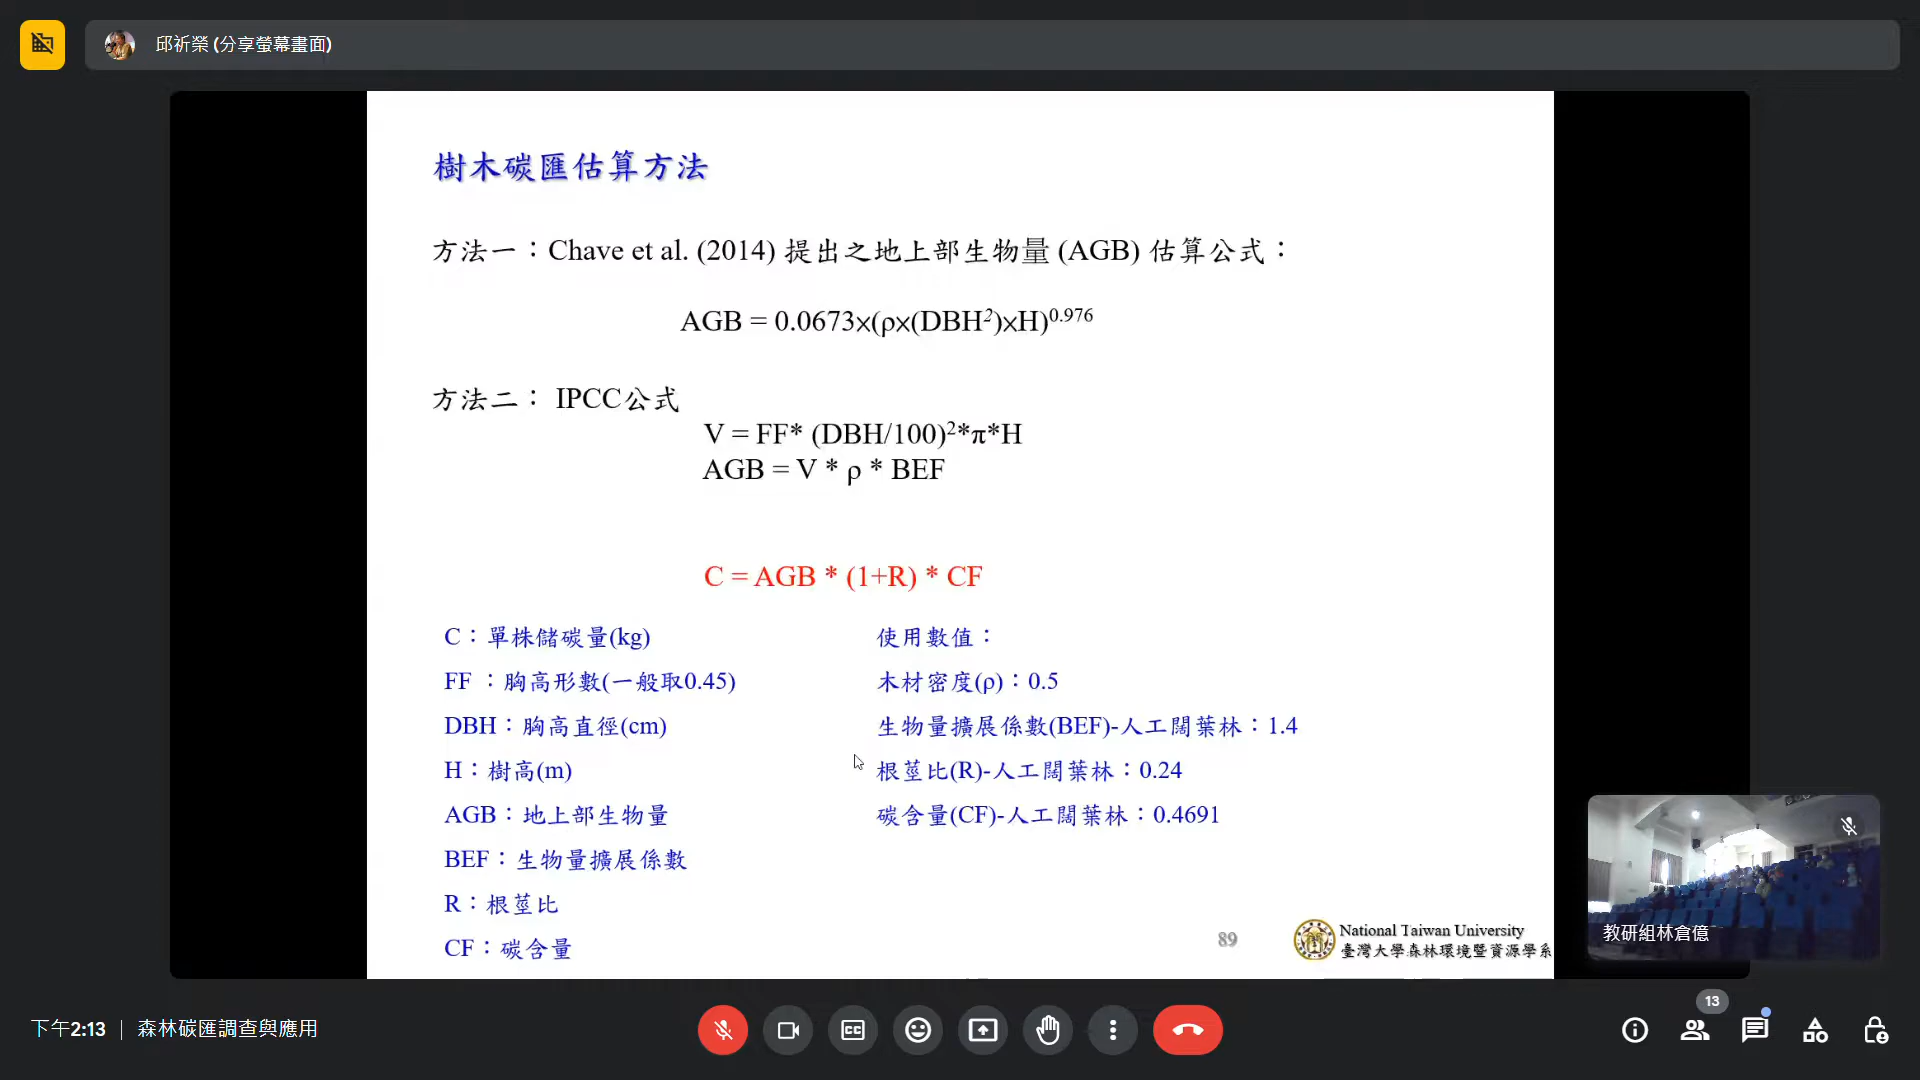 邱祈榮 (分享螢幕畫面)
樹木碳匯估算方法
方法一：Chave et al. (2014) 提出之地上部生物量 (AGB) 估算公式：
AGB = 0.0673×(ρ×(DBH²)×H)^0.976
方法二： IPCC公式
V = FF* (DBH/100)²*π*H
AGB = V * ρ * BEF
C = AGB * (1+R) * CF
C：單株儲碳量(kg)
FF ：胸高形數(一般取0.45)
DBH：胸高直徑(cm)
H：樹高(m)
AGB：地上部生物量
BEF：生物量擴展係數
R：根莖比
CF：碳含量
使用數值：
木材密度(ρ)：0.5
生物量擴展係數(BEF)-人工闊葉林：1.4
根莖比(R)-人工闊葉林：0.24
碳含量(CF)-人工闊葉林：0.4691
89
National Taiwan University
臺灣大學森林環境暨資源學系
教研組林倉億
下午2:13 | 森林碳匯調查與應用
13